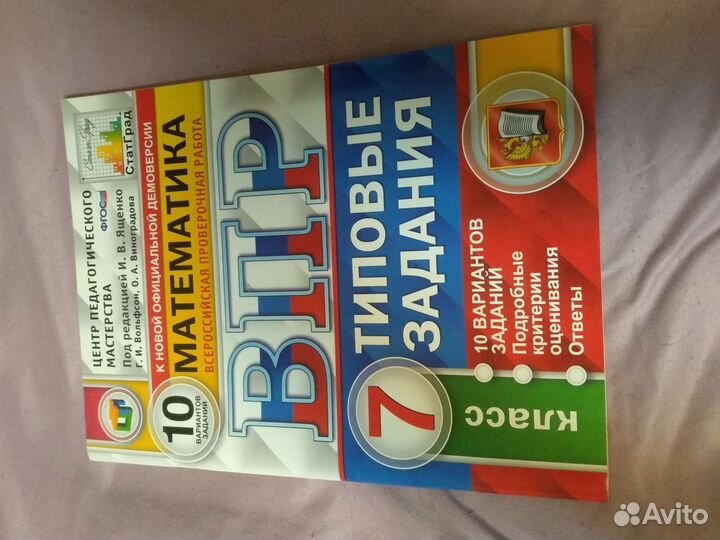 ЦЕНТР ПЕДАГОГИЧЕСКОГО
МАСТЕРСТВА
Под редакцией И. В. Ященко
Г. И. Вольфсон, О. А. Виноградова
ФГОС
СтатГрад
СтатГрад
К НОВОЙ ОФИЦИАЛЬНОЙ ДЕМОВЕРСИИ
МАТЕМАТИКА
ВСЕРОССИЙСКАЯ ПРОВЕРОЧНАЯ РАБОТА
10
ВАРИАНТОВ
ЗАДАНИЙ
ВПР
7
ТИПОВЫЕ
ЗАДАНИЯ
класс
10 ВАРИАНТОВ
ЗАДАНИЙ
Подробные
критерии
оценивания
Ответы
Avito